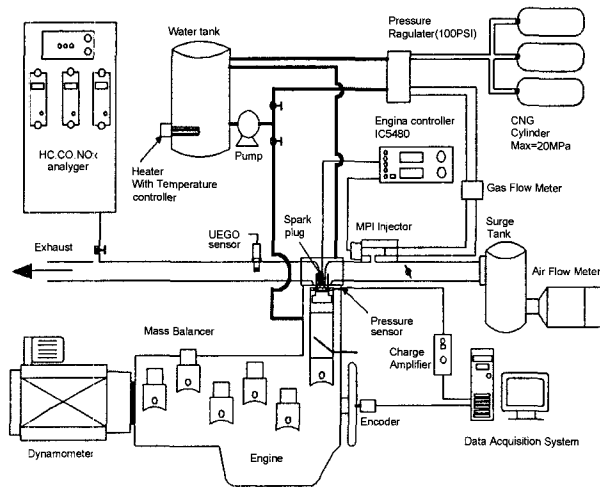 Water tank
Pressure
Ragulater(100PSI)
HC.CO.NOx
analyger
Pump
Heater
With Temperature
controller
Engina controller
IC5480
CNG
Cylinder
Max=20MPa
Gas Flow Meter
Exhaust
UEGO
sensor
Spark
plug
MPI Injector
Surge
Tank
Air Flow Meter
Mass Balancer
Pressure
sensor
Charge
Amplifier
Dynamometer
Engine
Encoder
Data Acquisition System